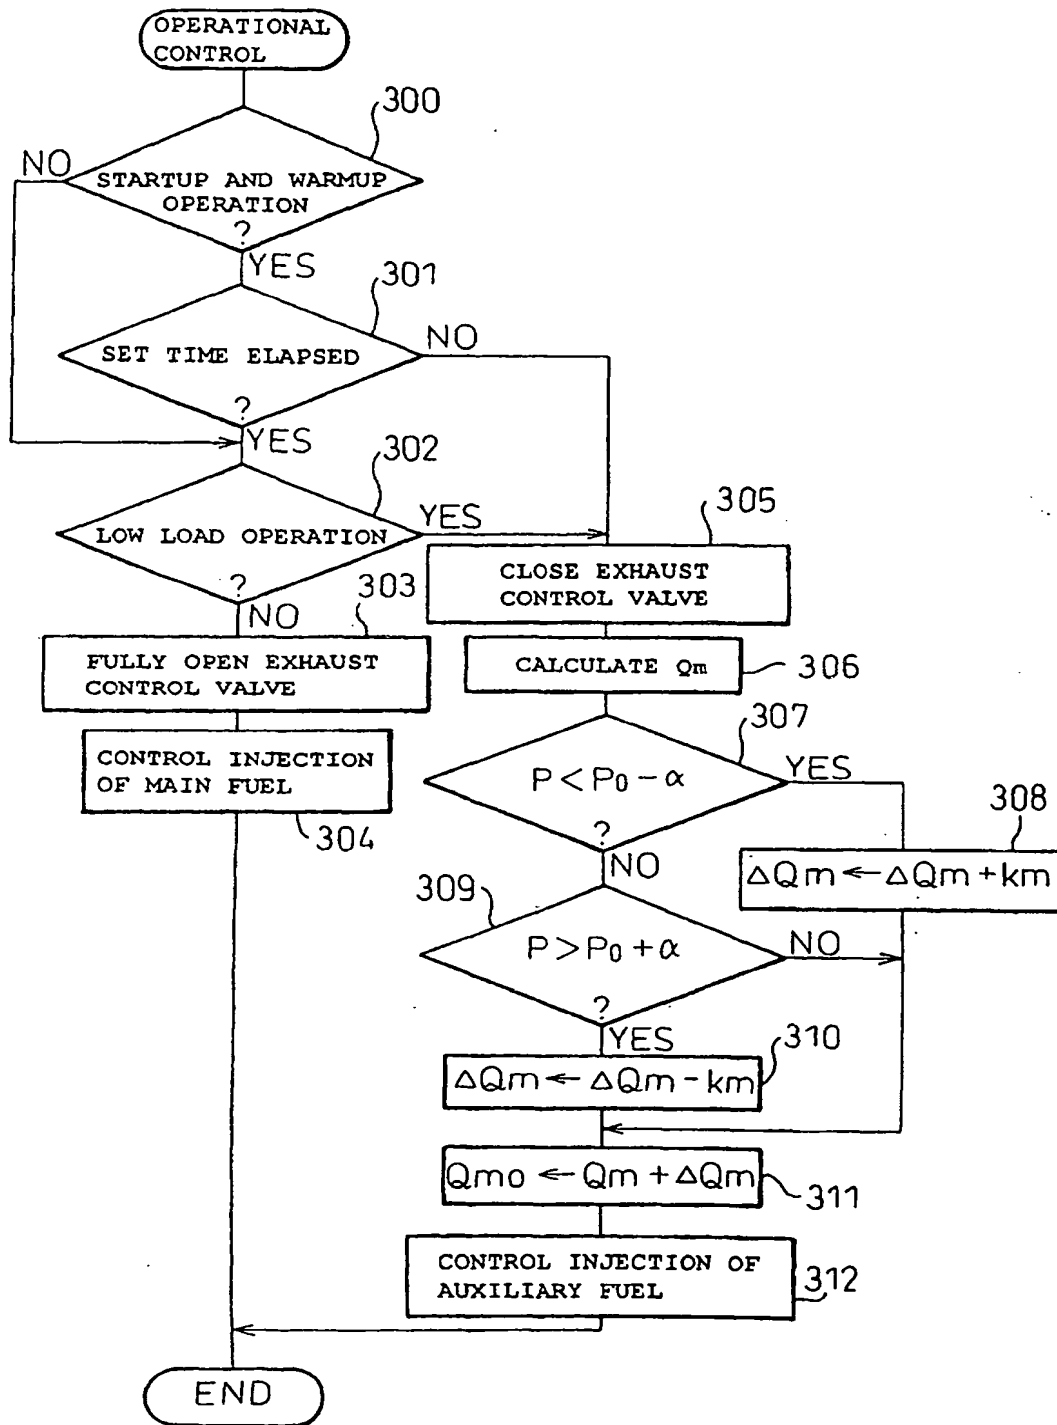 OPERATIONAL
CONTROL
300
NO
STARTUP AND WARMUP
OPERATION
?
YES
301
NO
SET TIME ELAPSED
?
YES
302
YES
LOW LOAD OPERATION
?
NO
303
FULLY OPEN EXHAUST
CONTROL VALVE
CONTROL INJECTION
OF MAIN FUEL
304
305
CLOSE EXHAUST
CONTROL VALVE
CALCULATE Qm
306
307
P < P0 - α
YES
?
NO
308
ΔQm ← ΔQm + km
309
P > P0 + α
NO
?
YES
310
ΔQm ← ΔQm - km
Qmo ← Qm + ΔQm
311
CONTROL INJECTION OF
AUXILIARY FUEL
312
END